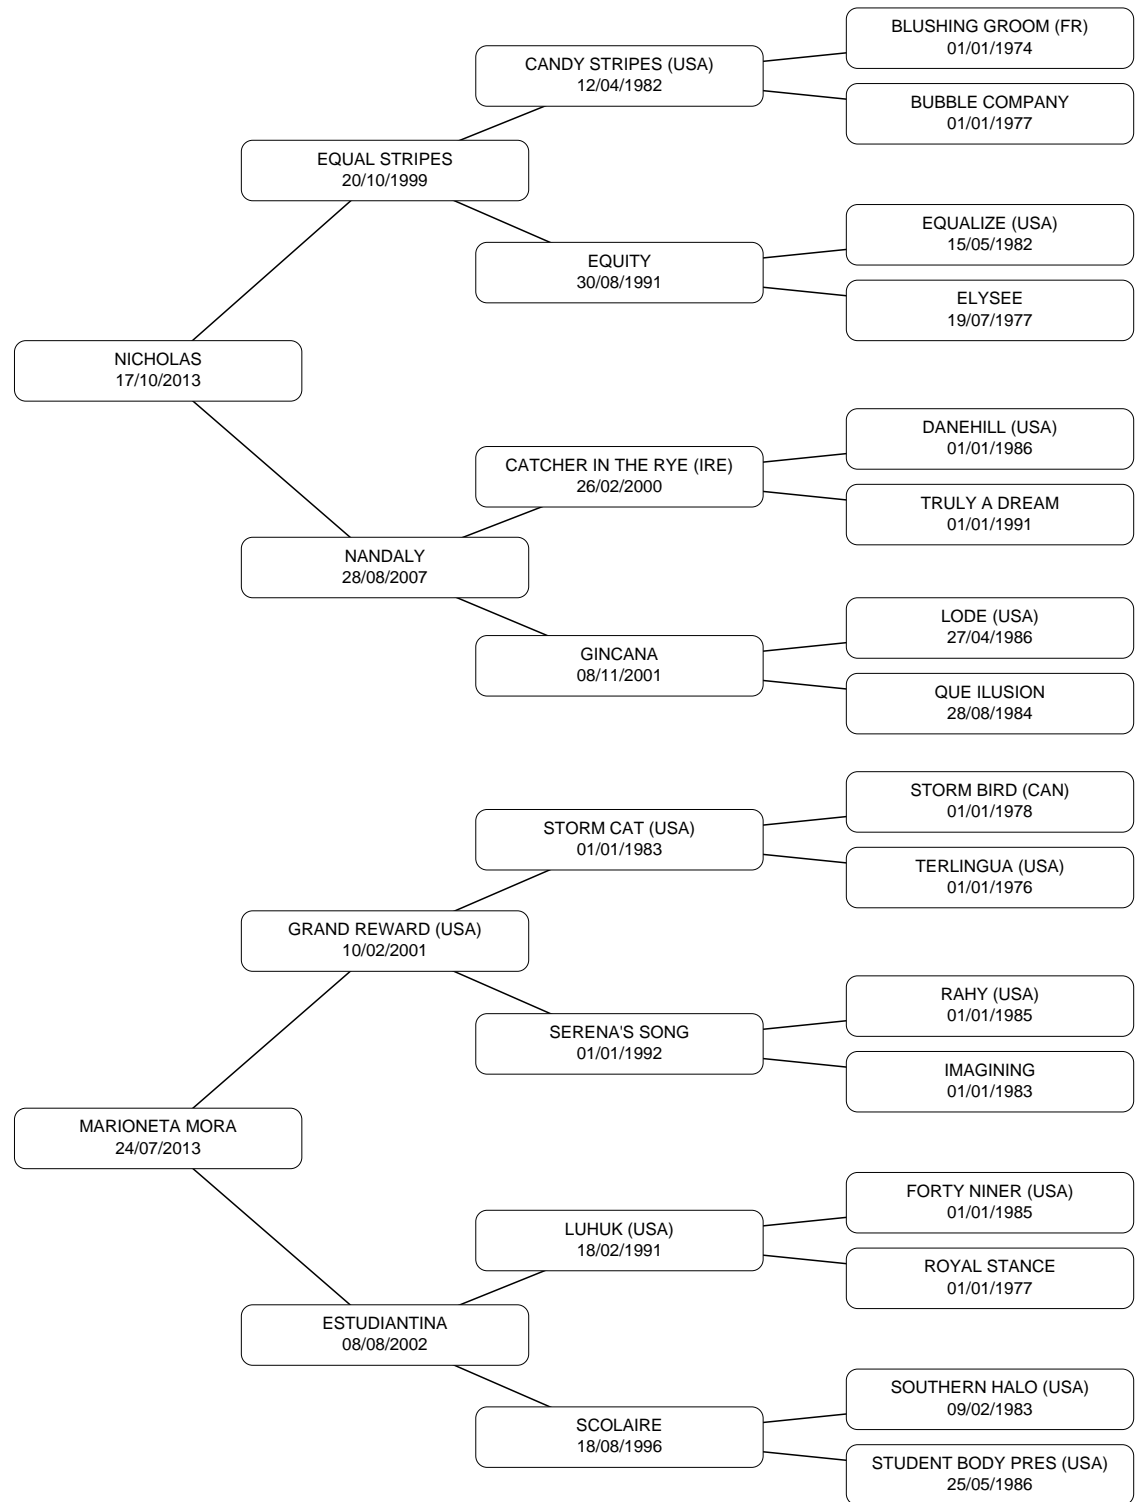 BLUSHING GROOM (FR)
01/01/1974
CANDY STRIPES (USA)
12/04/1982
BUBBLE COMPANY
01/01/1977
EQUAL STRIPES
20/10/1999
EQUALIZE (USA)
15/05/1982
EQUITY
30/08/1991
ELYSEE
19/07/1977
NICHOLAS
17/10/2013
DANEHILL (USA)
01/01/1986
CATCHER IN THE RYE (IRE)
26/02/2000
TRULY A DREAM
01/01/1991
NANDALY
28/08/2007
LODE (USA)
27/04/1986
GINCANA
08/11/2001
QUE ILUSION
28/08/1984
STORM BIRD (CAN)
01/01/1978
STORM CAT (USA)
01/01/1983
TERLINGUA (USA)
01/01/1976
GRAND REWARD (USA)
10/02/2001
RAHY (USA)
01/01/1985
SERENA'S SONG
01/01/1992
IMAGINING
01/01/1983
MARIONETA MORA
24/07/2013
FORTY NINER (USA)
01/01/1985
LUHUK (USA)
18/02/1991
ROYAL STANCE
01/01/1977
ESTUDIANTINA
08/08/2002
SOUTHERN HALO (USA)
09/02/1983
SCOLAIRE
18/08/1996
STUDENT BODY PRES (USA)
25/05/1986